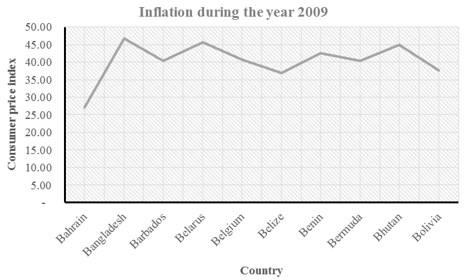 Inflation during the year 2009
Consumer price index
50.00
45.00
40.00
35.00
30.00
25.00
20.00
15.00
10.00
5.00
-
Bahrain
Bangladesh
Barbados
Belarus
Belgium
Belize
Benin
Bermuda
Bhutan
Bolivia
Country